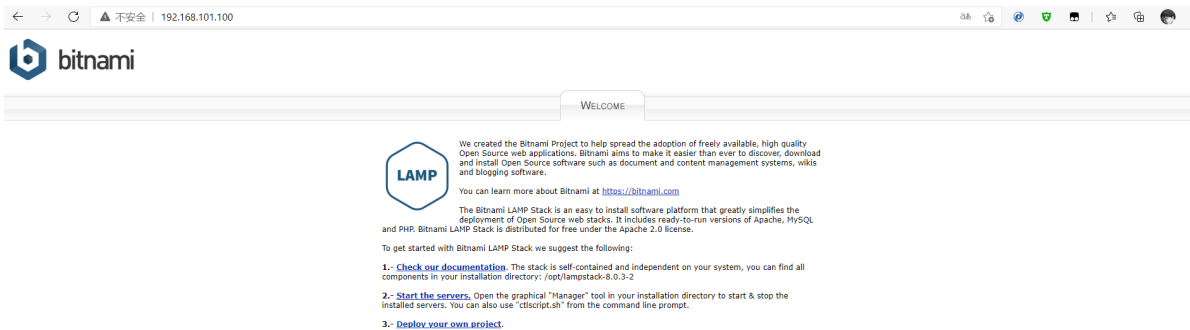 不安全 | 192.168.101.100
bitnami
WELCOME
LAMP
We created the Bitnami Project to help spread the adoption of freely available, high quality
Open Source web applications. Bitnami aims to make it easier than ever to discover, download
and install Open Source software such as document and content management systems, wikis
and blogging software.
You can learn more about Bitnami at https://bitnami.com
The Bitnami LAMP Stack is an easy to install software platform that greatly simplifies the
deployment of Open Source web stacks. It includes ready-to-run versions of Apache, MySQL
and PHP. Bitnami LAMP Stack is distributed for free under the Apache 2.0 license.
To get started with Bitnami LAMP Stack we suggest the following:
1.- Check our documentation. The stack is self-contained and independent on your system, you can find all
components in your installation directory: /opt/lampstack-8.0.3-2
2.- Start the servers. Open the graphical "Manager" tool in your installation directory to start & stop the
installed servers. You can also use "ctlscript.sh" from the command line prompt.
3.- Deploy your own project.